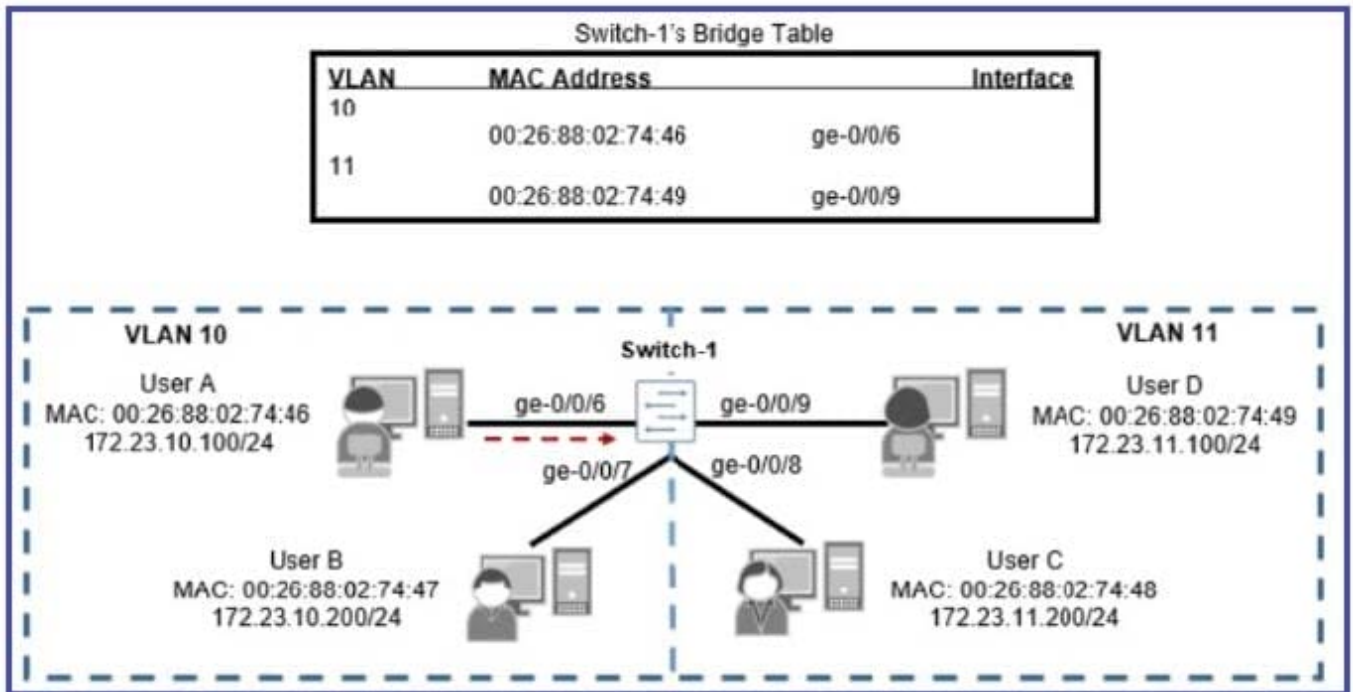 Switch-1's Bridge Table
VLAN MAC Address Interface
10
00:26:88:02:74:46 ge-0/0/6
11
00:26:88:02:74:49 ge-0/0/9
VLAN 10
VLAN 11
Switch-1
User A
MAC: 00:26:88:02:74:46
172.23.10.100/24
ge-0/0/6
ge-0/0/9
User D
MAC: 00:26:88:02:74:49
172.23.11.100/24
ge-0/0/7
ge-0/0/8
User B
MAC: 00:26:88:02:74:47
172.23.10.200/24
User C
MAC: 00:26:88:02:74:48
172.23.11.200/24